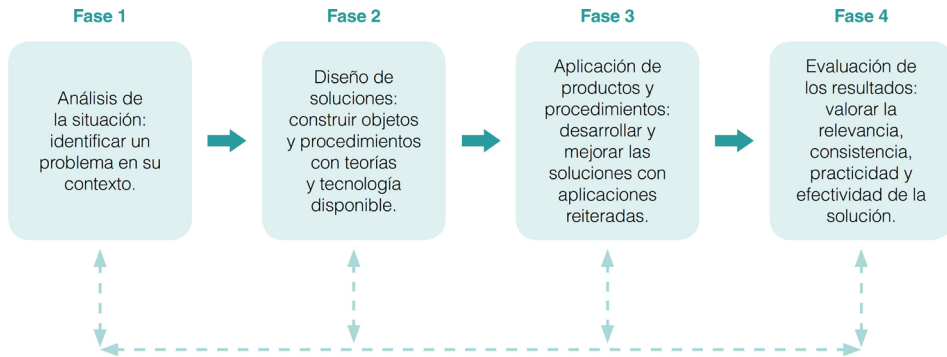 Fase 1
Análisis de
la situación:
identificar un
problema en su
contexto.
Fase 2
Diseño de
soluciones:
construir objetos
y procedimientos
con teorías
y tecnología
disponible.
Fase 3
Aplicación de
productos y
procedimientos:
desarrollar y
mejorar las
soluciones con
aplicaciones
reiteradas.
Fase 4
Evaluación de
los resultados:
valorar la
relevancia,
consistencia,
practicidad y
efectividad de la
solución.